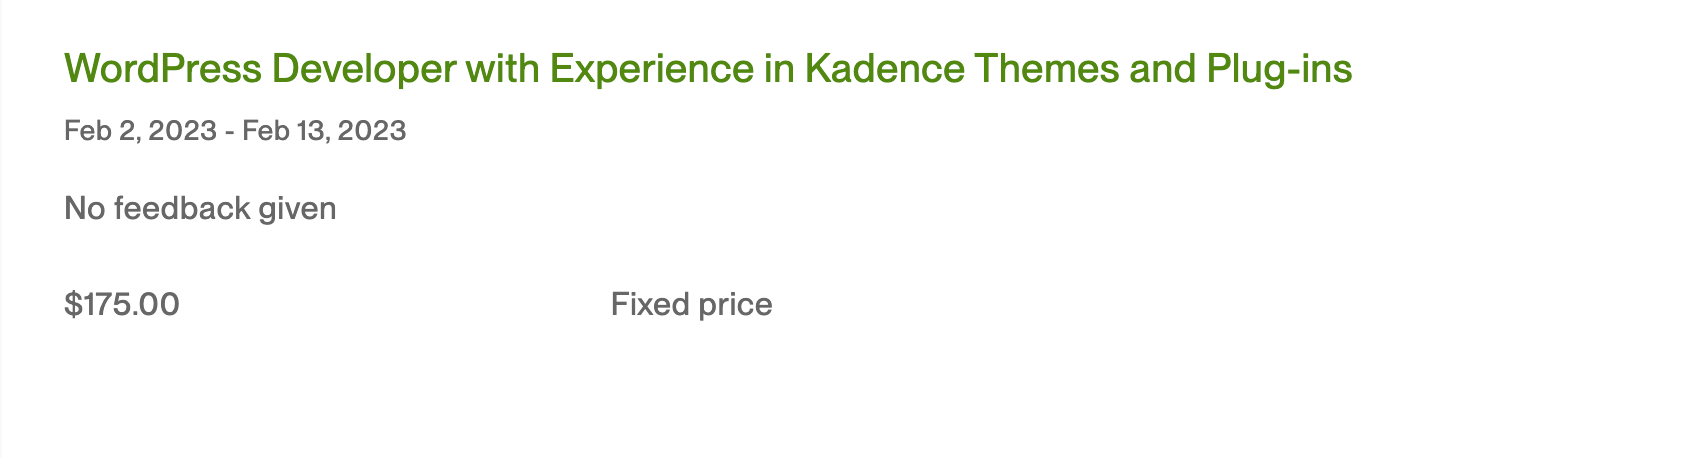 WordPress Developer with Experience in Kadence Themes and Plug-ins
Feb 2, 2023 - Feb 13, 2023
No feedback given
$175.00 Fixed price